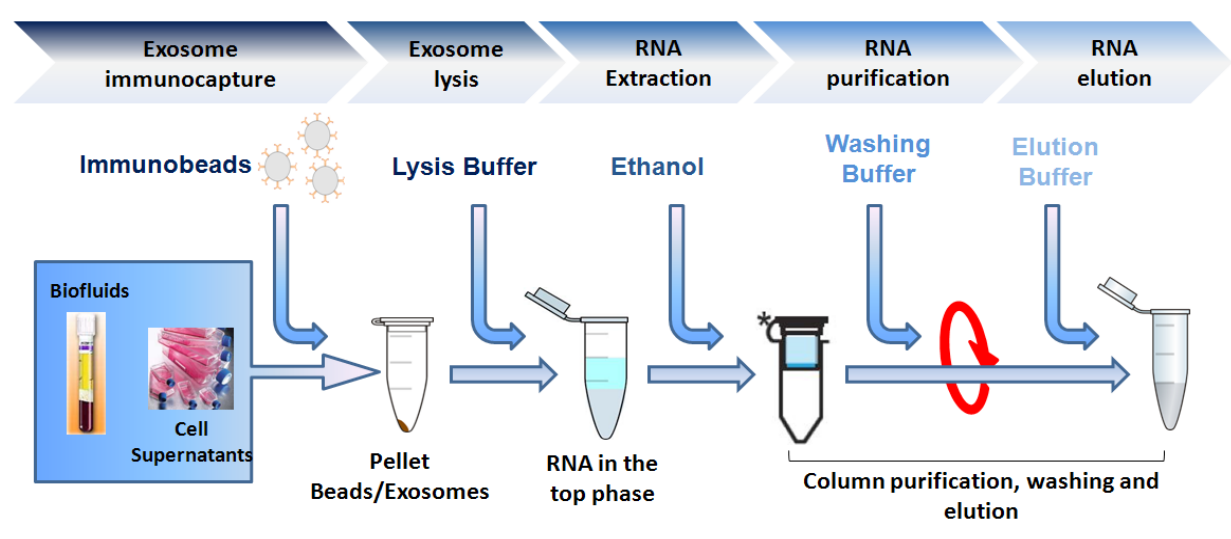 Exosome
immunocapture
Exosome
lysis
RNA
Extraction
RNA
purification
RNA
elution
Immunobeads
Lysis Buffer
Ethanol
Washing
Buffer
Elution
Buffer
Biofluids
*
Cell
Supernatants
Pellet
Beads/Exosomes
RNA in the
top phase
Column purification, washing and
elution